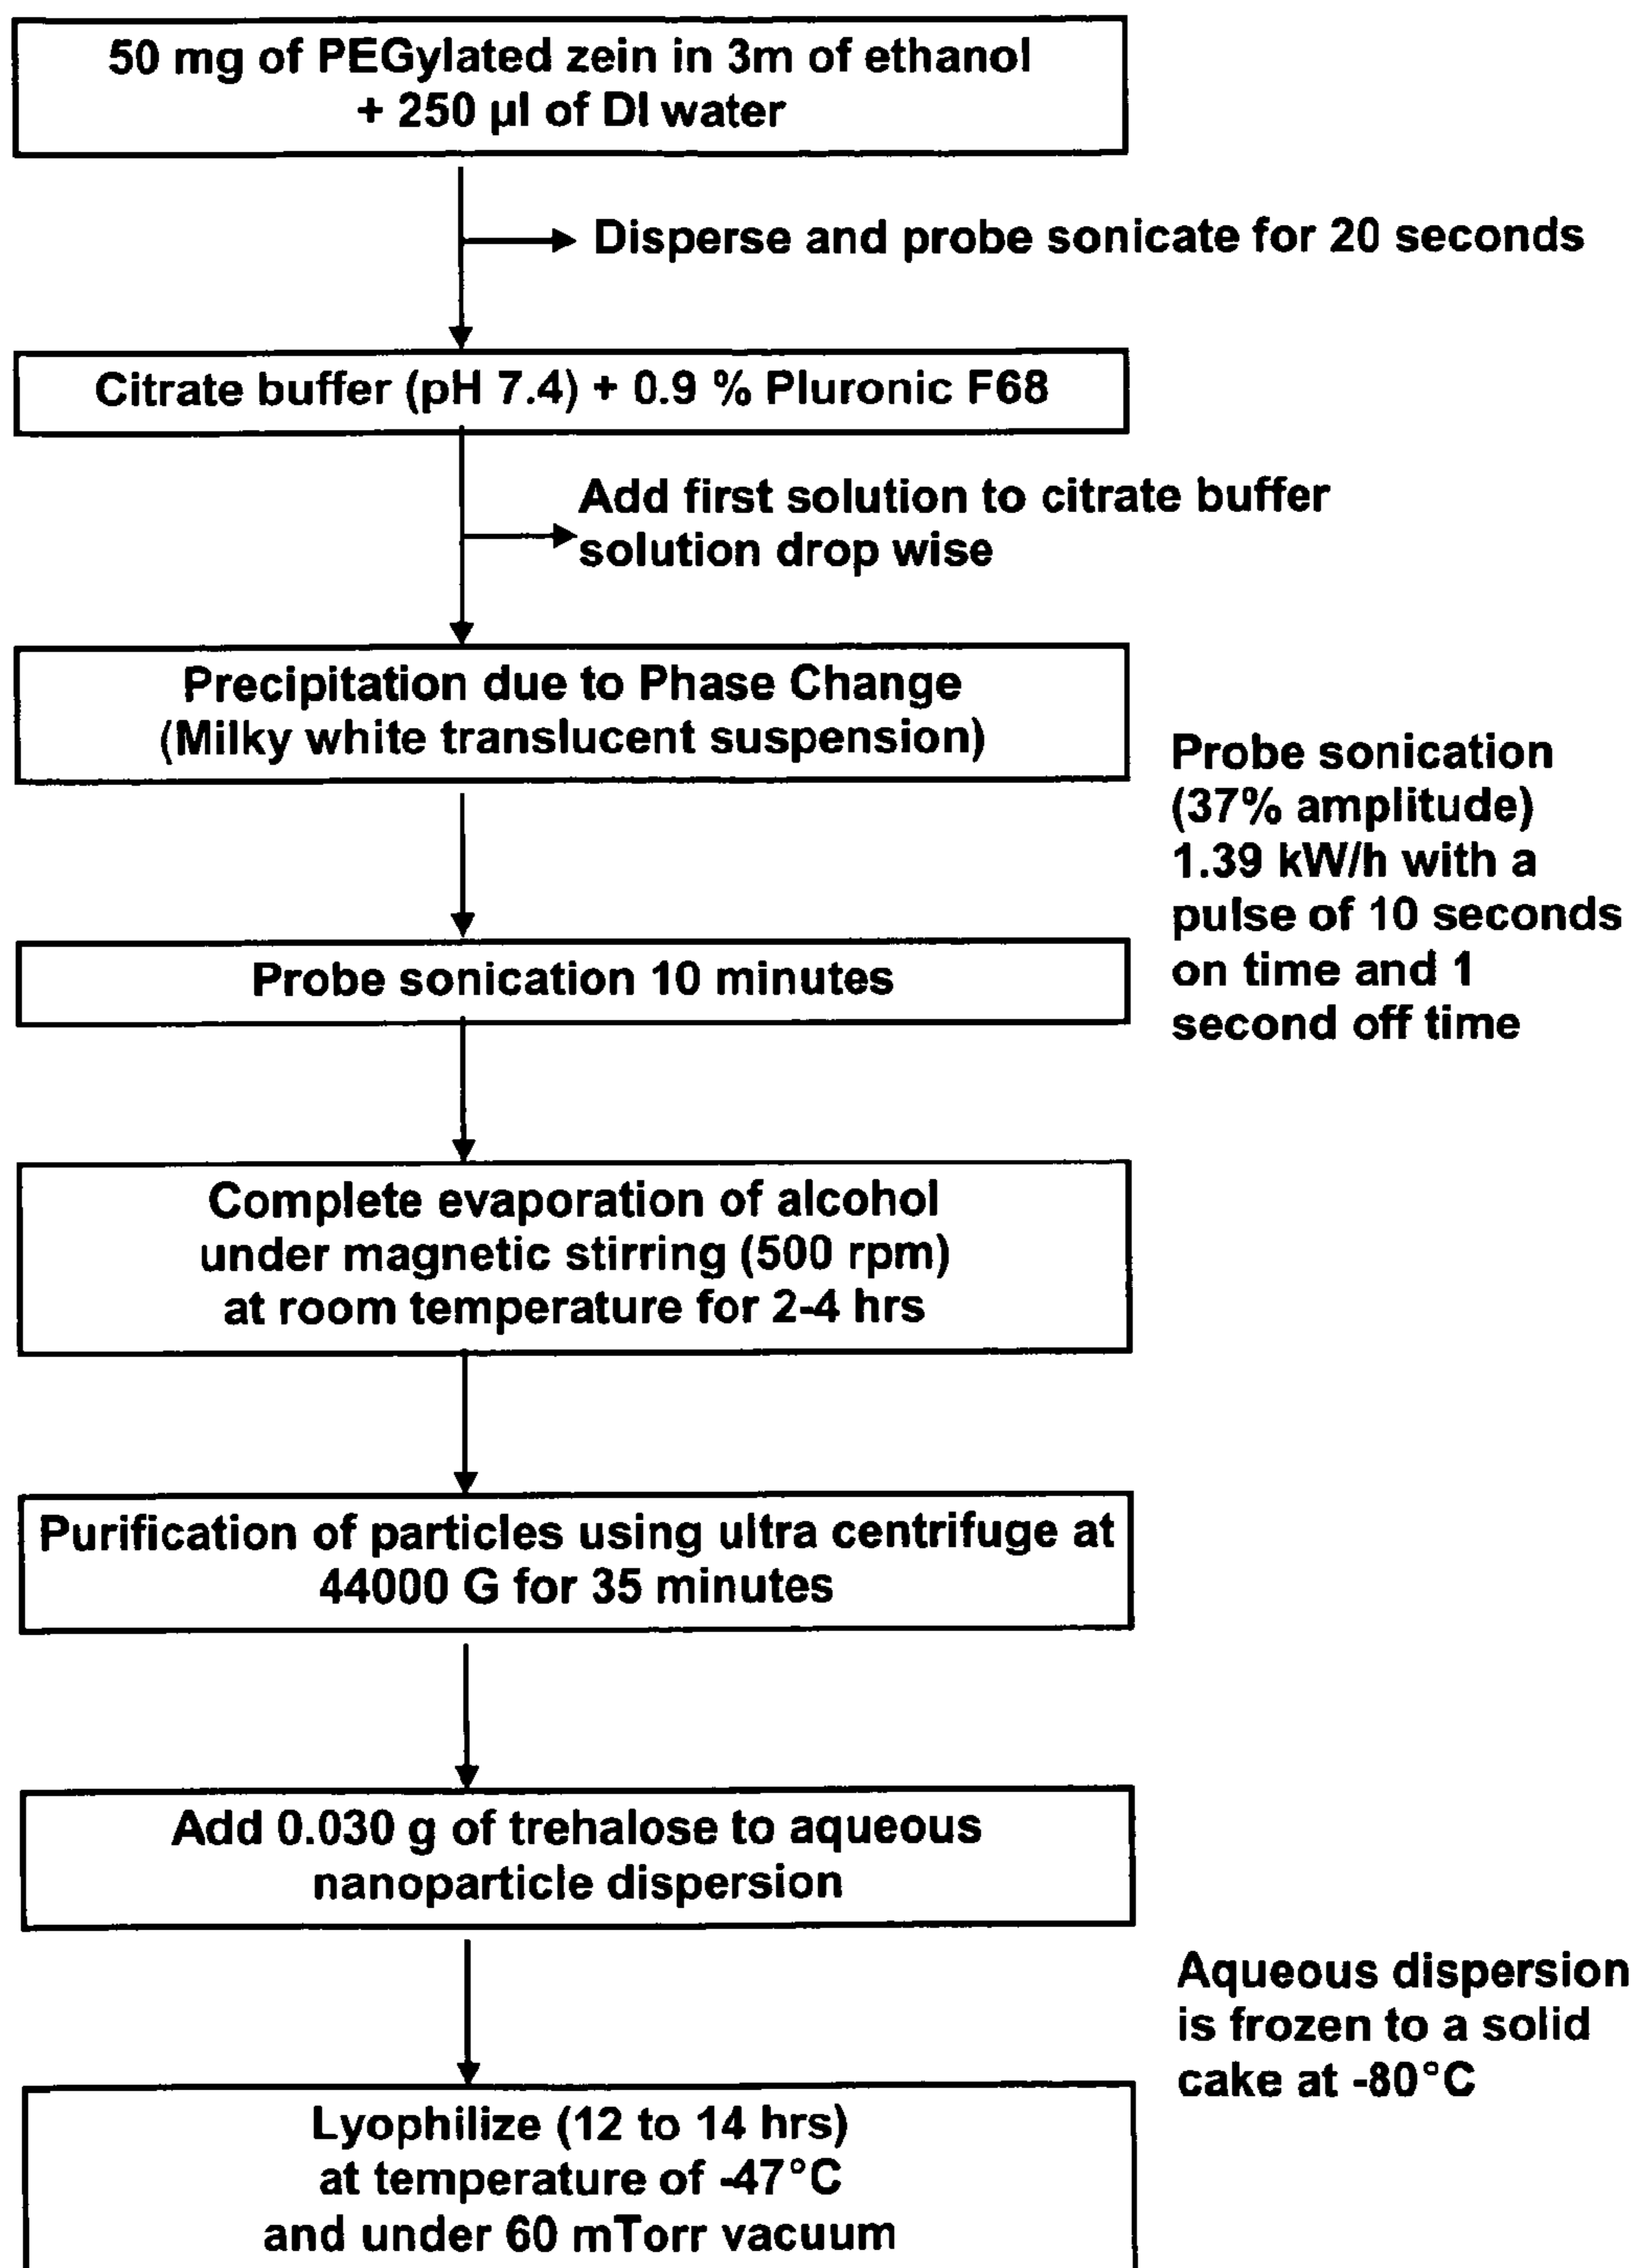 50 mg of PEGylated zein in 3m of ethanol
+ 250 µl of DI water
Disperse and probe sonicate for 20 seconds
Citrate buffer (pH 7.4) + 0.9 % Pluronic F68
Add first solution to citrate buffer
solution drop wise
Precipitation due to Phase Change
(Milky white translucent suspension)
Probe sonication
(37% amplitude)
1.39 kW/h with a
pulse of 10 seconds
on time and 1
second off time
Probe sonication 10 minutes
Complete evaporation of alcohol
under magnetic stirring (500 rpm)
at room temperature for 2-4 hrs
Purification of particles using ultra centrifuge at
44000 G for 35 minutes
Add 0.030 g of trehalose to aqueous
nanoparticle dispersion
Aqueous dispersion
is frozen to a solid
cake at -80°C
Lyophilize (12 to 14 hrs)
at temperature of -47°C
and under 60 mTorr vacuum